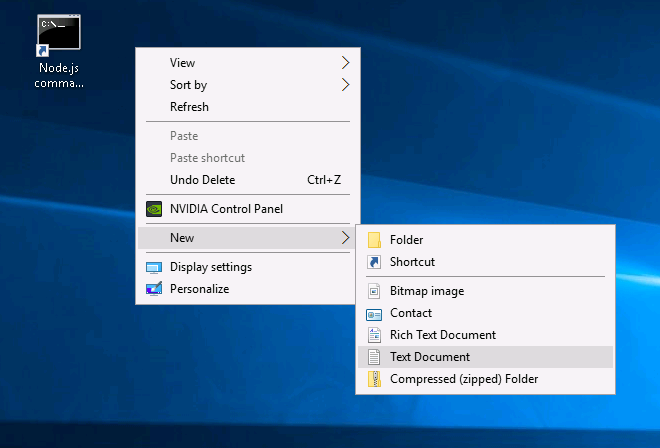 C:\_
Node.js
comma...
View
Sort by
Refresh
Paste
Paste shortcut
Undo Delete Ctrl+Z
NVIDIA Control Panel
New
Display settings
Personalize
Folder
Shortcut
Bitmap image
Contact
Rich Text Document
Text Document
Compressed (zipped) Folder